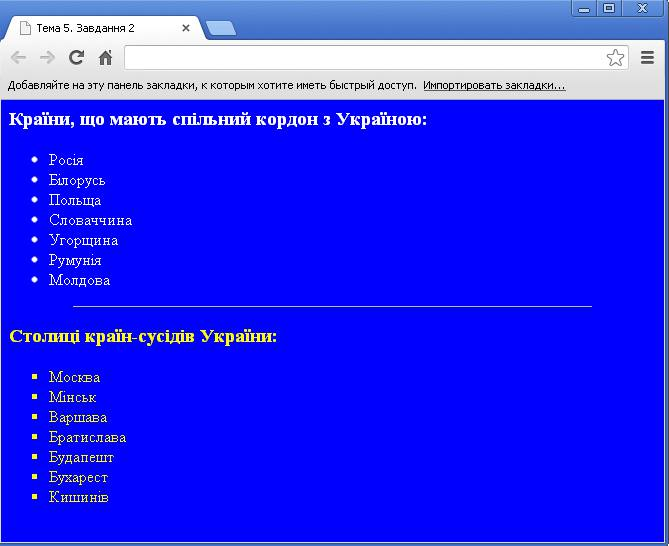 Тема 5. Завдання 2
Добавляйте на эту панель закладки, к которым хотите иметь быстрый доступ. Импортировать закладки...
Країни, що мають спільний кордон з Україною:
Росія
Білорусь
Польща
Словаччина
Угорщина
Румунія
Молдова
Столиці країн-сусідів України:
Москва
Мінськ
Варшава
Братислава
Будапешт
Бухарест
Кишинів